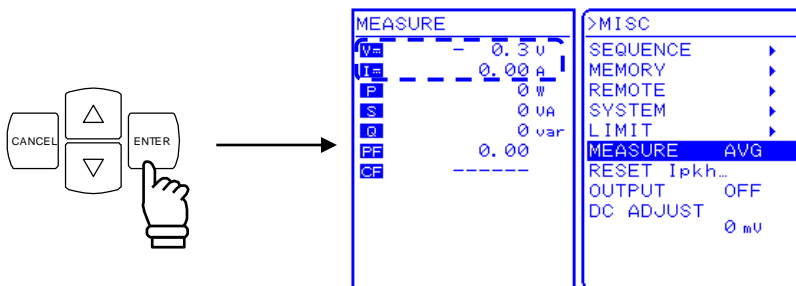 CANCEL
ENTER
MEASURE
V - 0.3 V
I 0.00 A
P 0 W
S 0 VA
Q 0 var
PF 0.00
CF ------
>MISC
SEQUENCE
MEMORY
REMOTE
SYSTEM
LIMIT
MEASURE AVG
RESET Ipkh…
OUTPUT OFF
DC ADJUST
0 mV